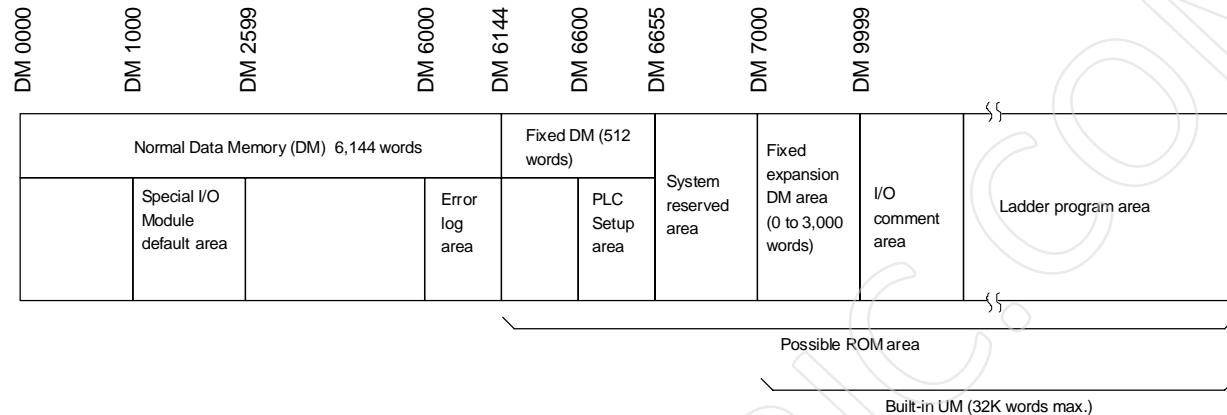 DM 0000
DM 1000
DM 2599
DM 6000
DM 6144
DM 6600
DM 6655
DM 7000
DM 9999
Normal Data Memory (DM)  6,144 words
Fixed DM (512
words)
System
reserved
area
Fixed
expansion
DM area
(0 to 3,000
words)
I/O
comment
area
Ladder program area
Special I/O
Module
default area
Error
log
area
PLC
Setup
area
Possible ROM area
Built-in UM (32K words max.)